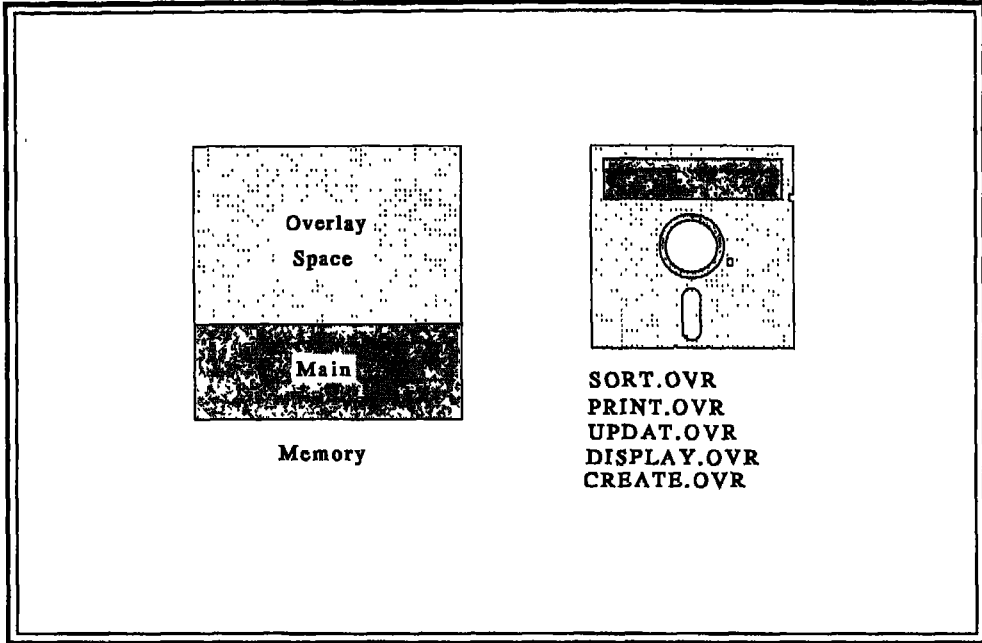 Overlay
Space
Main
Memory
SORT.OVR
PRINT.OVR
UPDAT.OVR
DISPLAY.OVR
CREATE.OVR